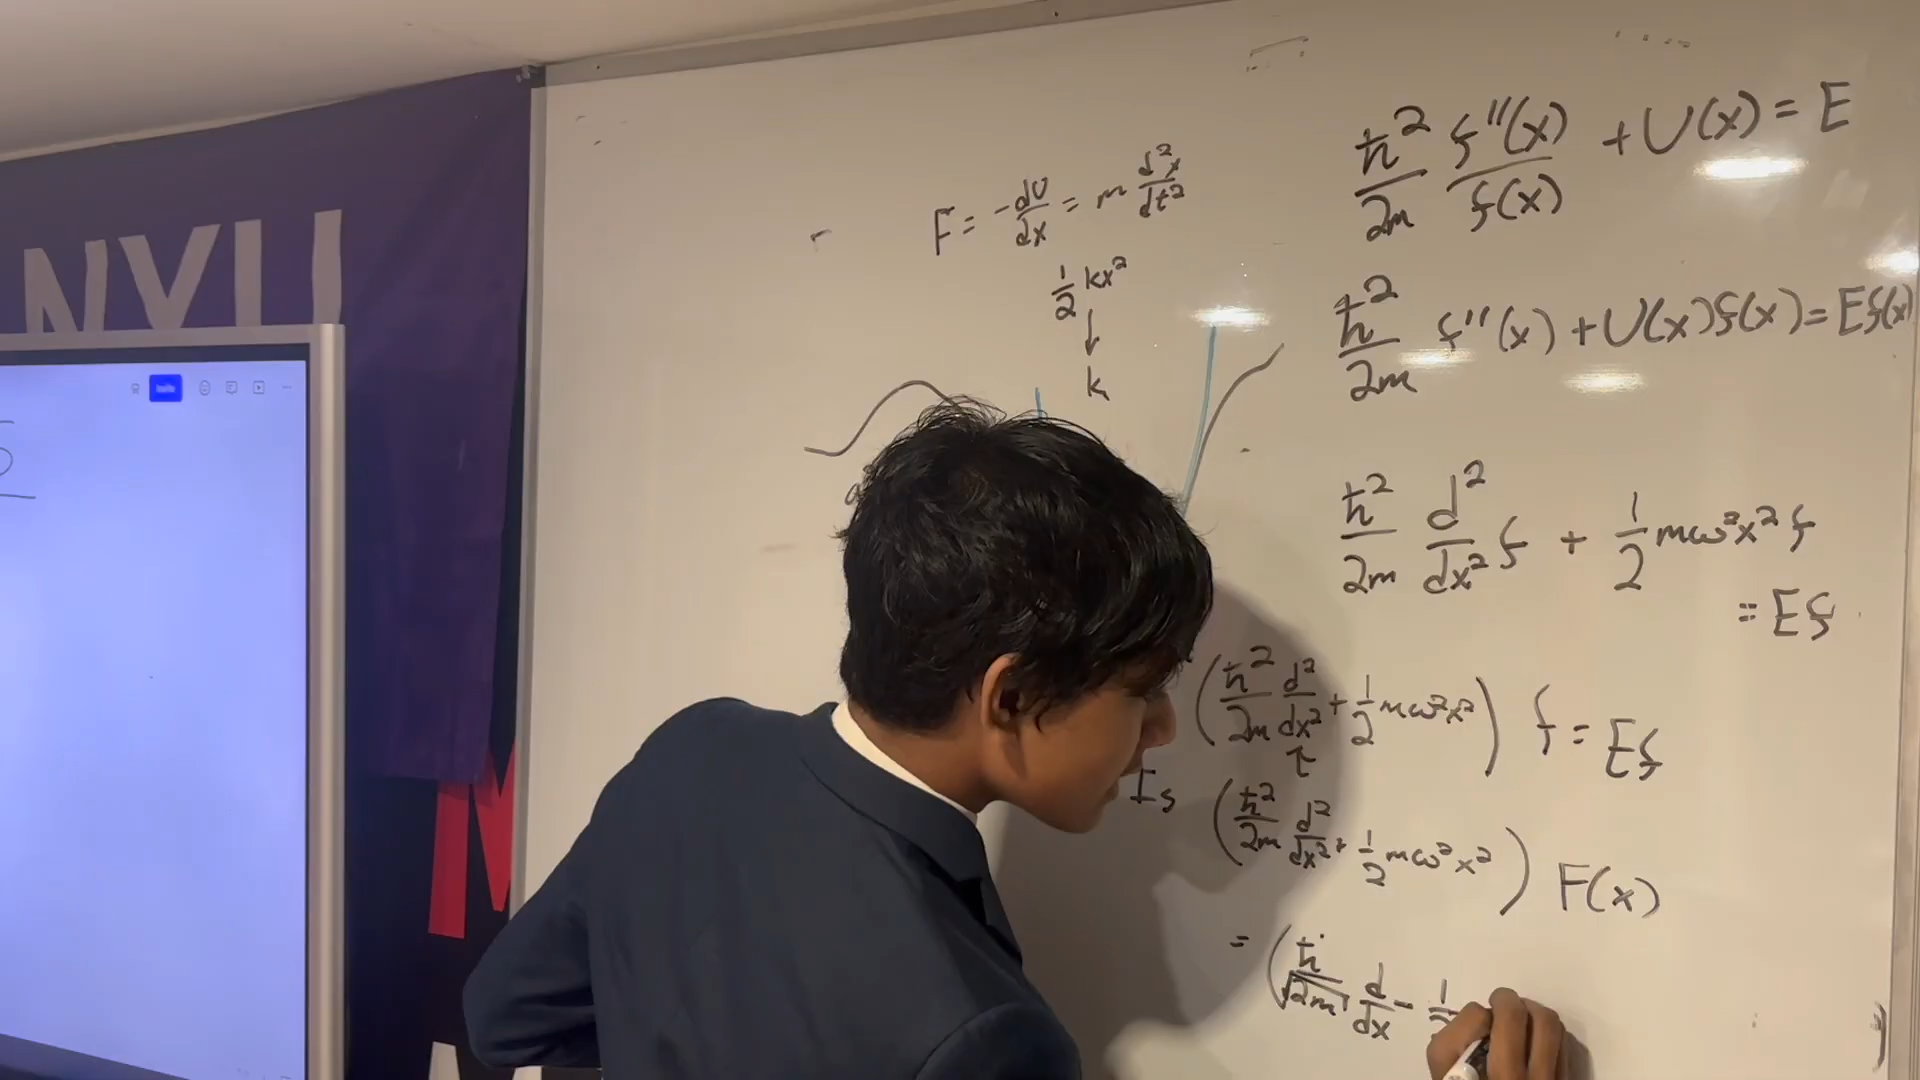 NYU
F = -dU/dx = m d²x/dt²
1/2 kx²
↓
k
ħ²/2m f''(x)/f(x) + U(x) = E
ħ²/2m f''(x) + U(x)f(x) = Ef(x)
ħ²/2m d²/dx² f + 1/2 mω²x² f
= Ef
(ħ²/2m d²/dx² + 1/2 mω²x²) f = Ef
Is (ħ²/2m d²/dx² + 1/2 mω²x²) F(x)
= (ħ/√2m d/dx - 1